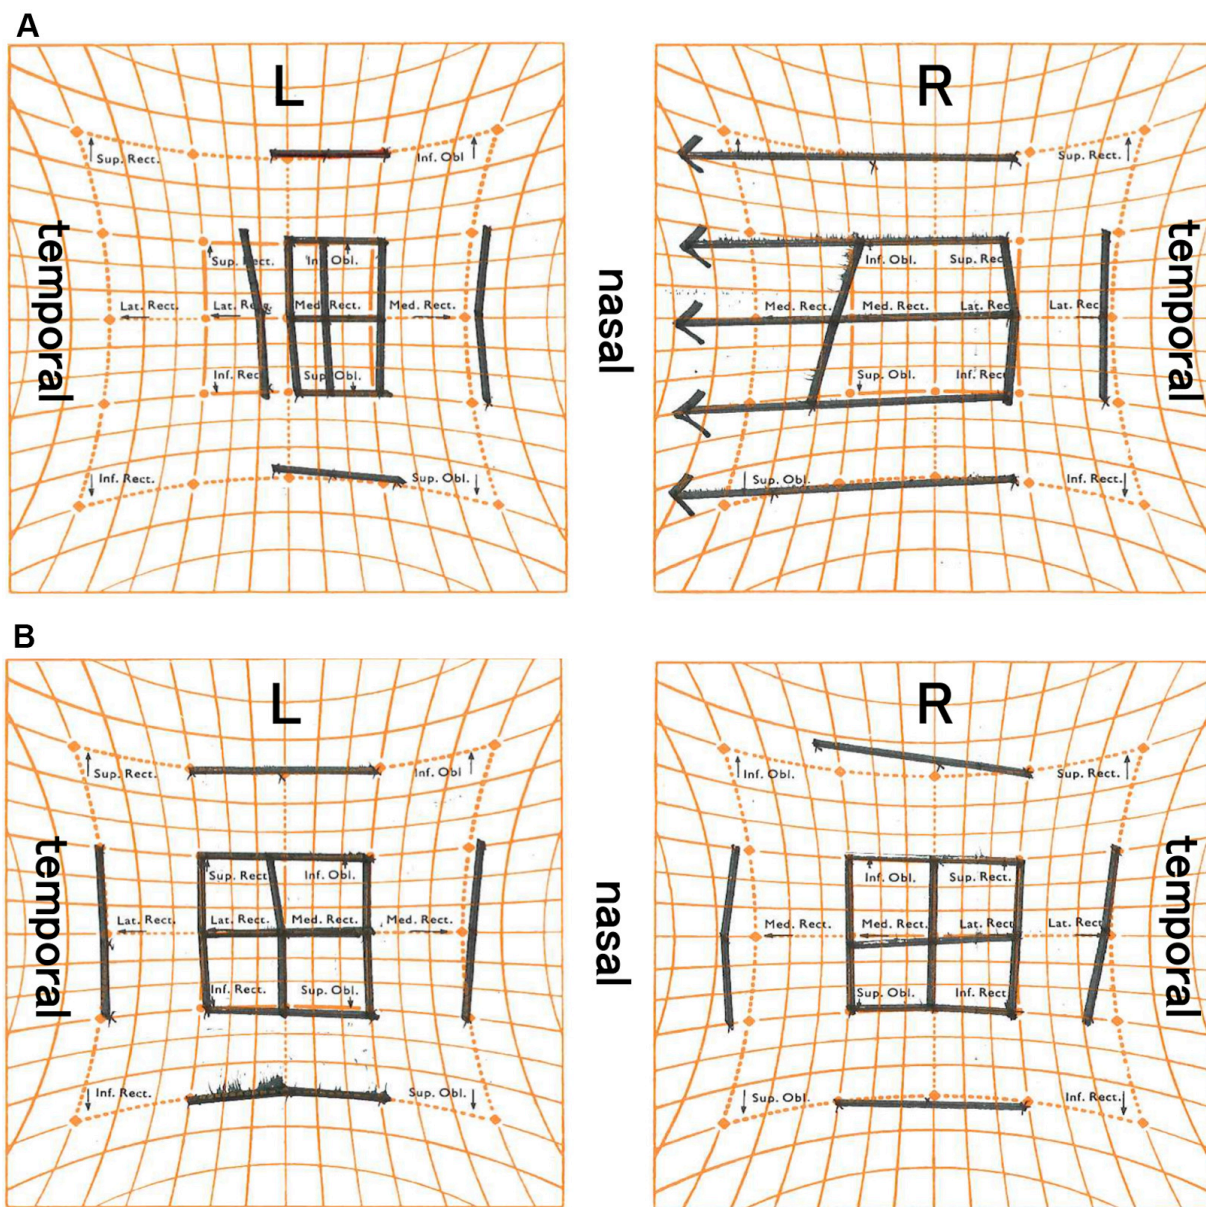 A
L
R
Sup. Rect.
Inf. Obl
Sup. Rect.
temporal
nasal
temporal
Sup. Rect.
Inf. Obl.
Inf. Obl.
Sup. Rec
Lat. Rect.
Lat. Rect.
Med. Rect.
Med. Rect.
Med. Rect.
Med. Rect.
Lat. Rec
Lat. Rec
Inf. Rec
Sup. Obl.
Sup. Obl.
Inf. Rec
Inf. Rect.
Sup. Obl.
Sup. Obl.
Inf. Rect.
B
L
R
Sup. Rect.
Inf. Obl
Inf. Obl.
Sup. Rect.
temporal
nasal
temporal
Sup. Rect
Inf. Obl.
Inf. Obl.
Sup. Rect.
Lat. Rect.
Lat. Rect.
Med. Rect.
Med. Rect.
Med. Rect.
Med. Rect.
Lat. Rect
Lat. Rect
Inf. Rect.
Sup. Obl.
Sup. Obl.
Inf. Rect
Inf. Rect.
Sup. Obl.
Sup. Obl.
Inf. Rect.